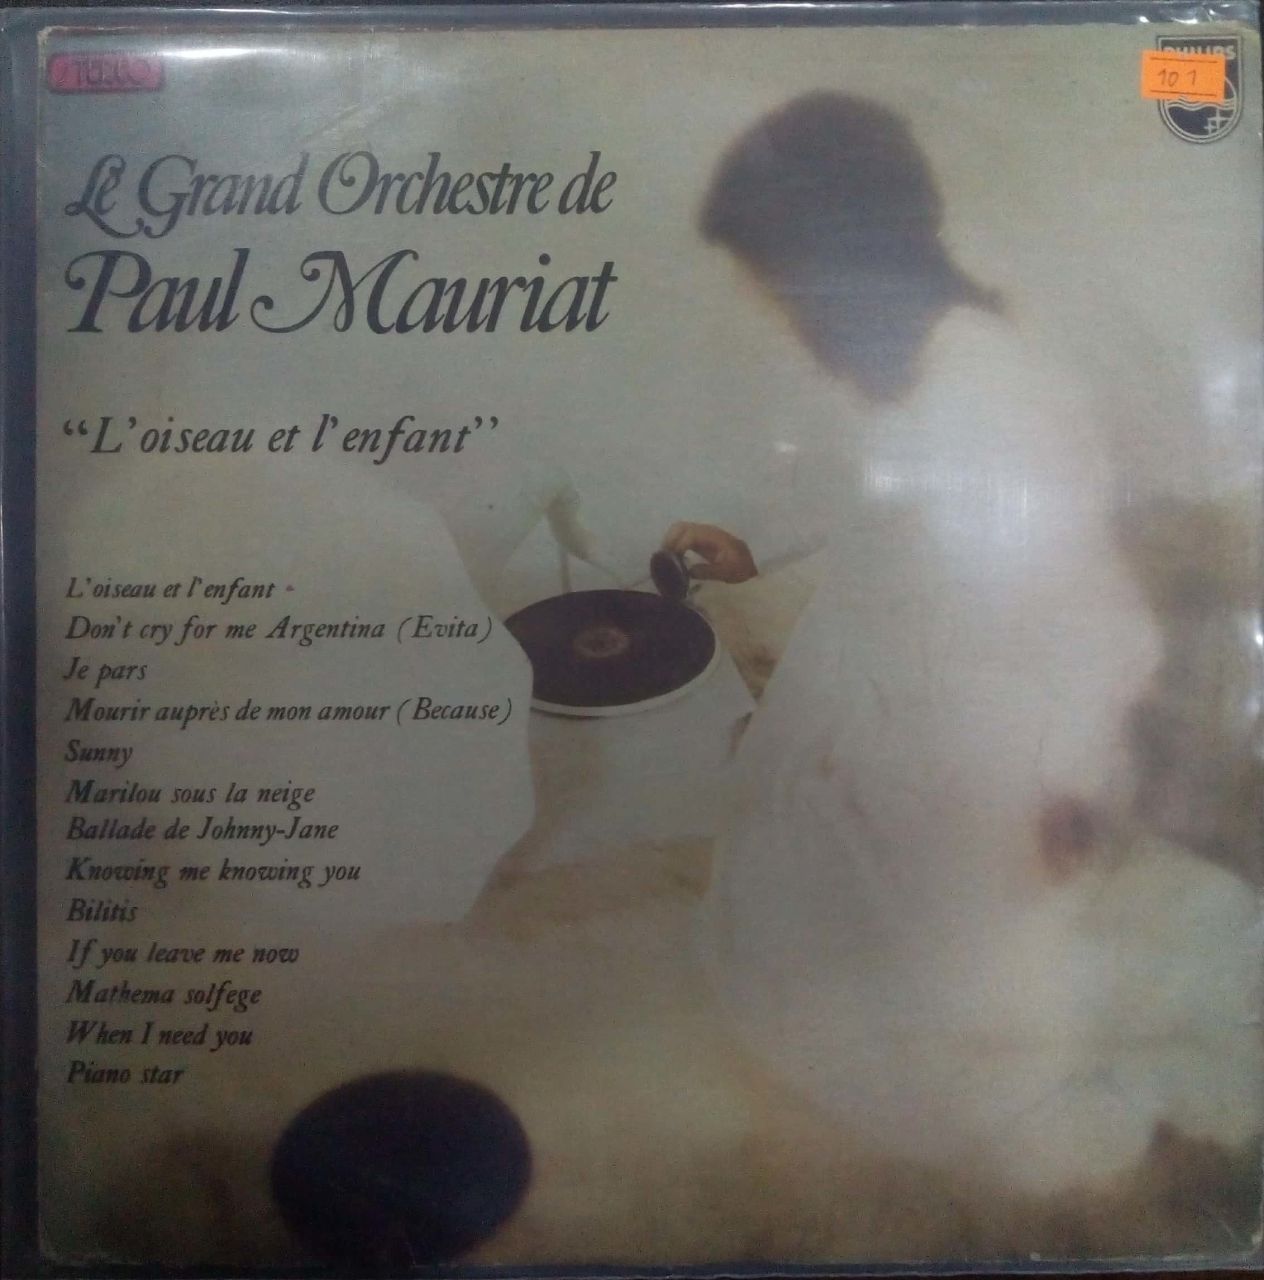 STEREO
PHILIPS
10 1
Le Grand Orchestre de
Paul Mauriat
“L'oiseau et l'enfant”
L'oiseau et l'enfant
Don't cry for me Argentina (Evita)
Je pars
Mourir auprès de mon amour (Because)
Sunny
Marilou sous la neige
Ballade de Johnny-Jane
Knowing me knowing you
Bilitis
If you leave me now
Mathema solfege
When I need you
Piano star